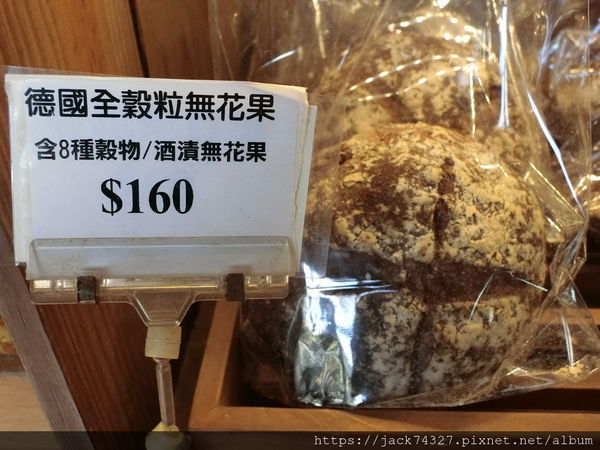 德國全穀粒無花果
含8種穀物/酒漬無花果
$160
https://jack74327.pixnet.net/album